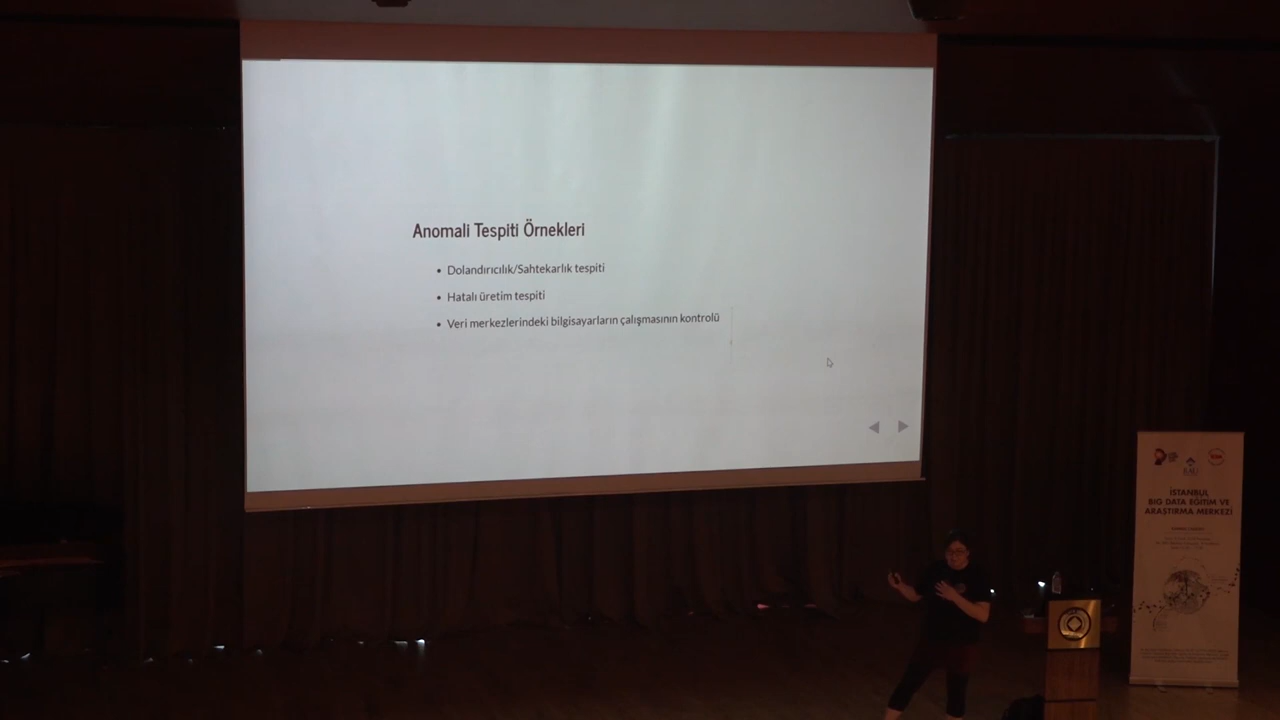 Anomali Tespiti Örnekleri
Dolandırıcılık/Sahtekarlık tespiti
Hatalı üretim tespiti
Veri merkezlerindeki bilgisayarların çalışmasının kontrolü
İSTANBUL
BIG DATA EĞİTİM VE
ARAŞTIRMA MERKEZİ